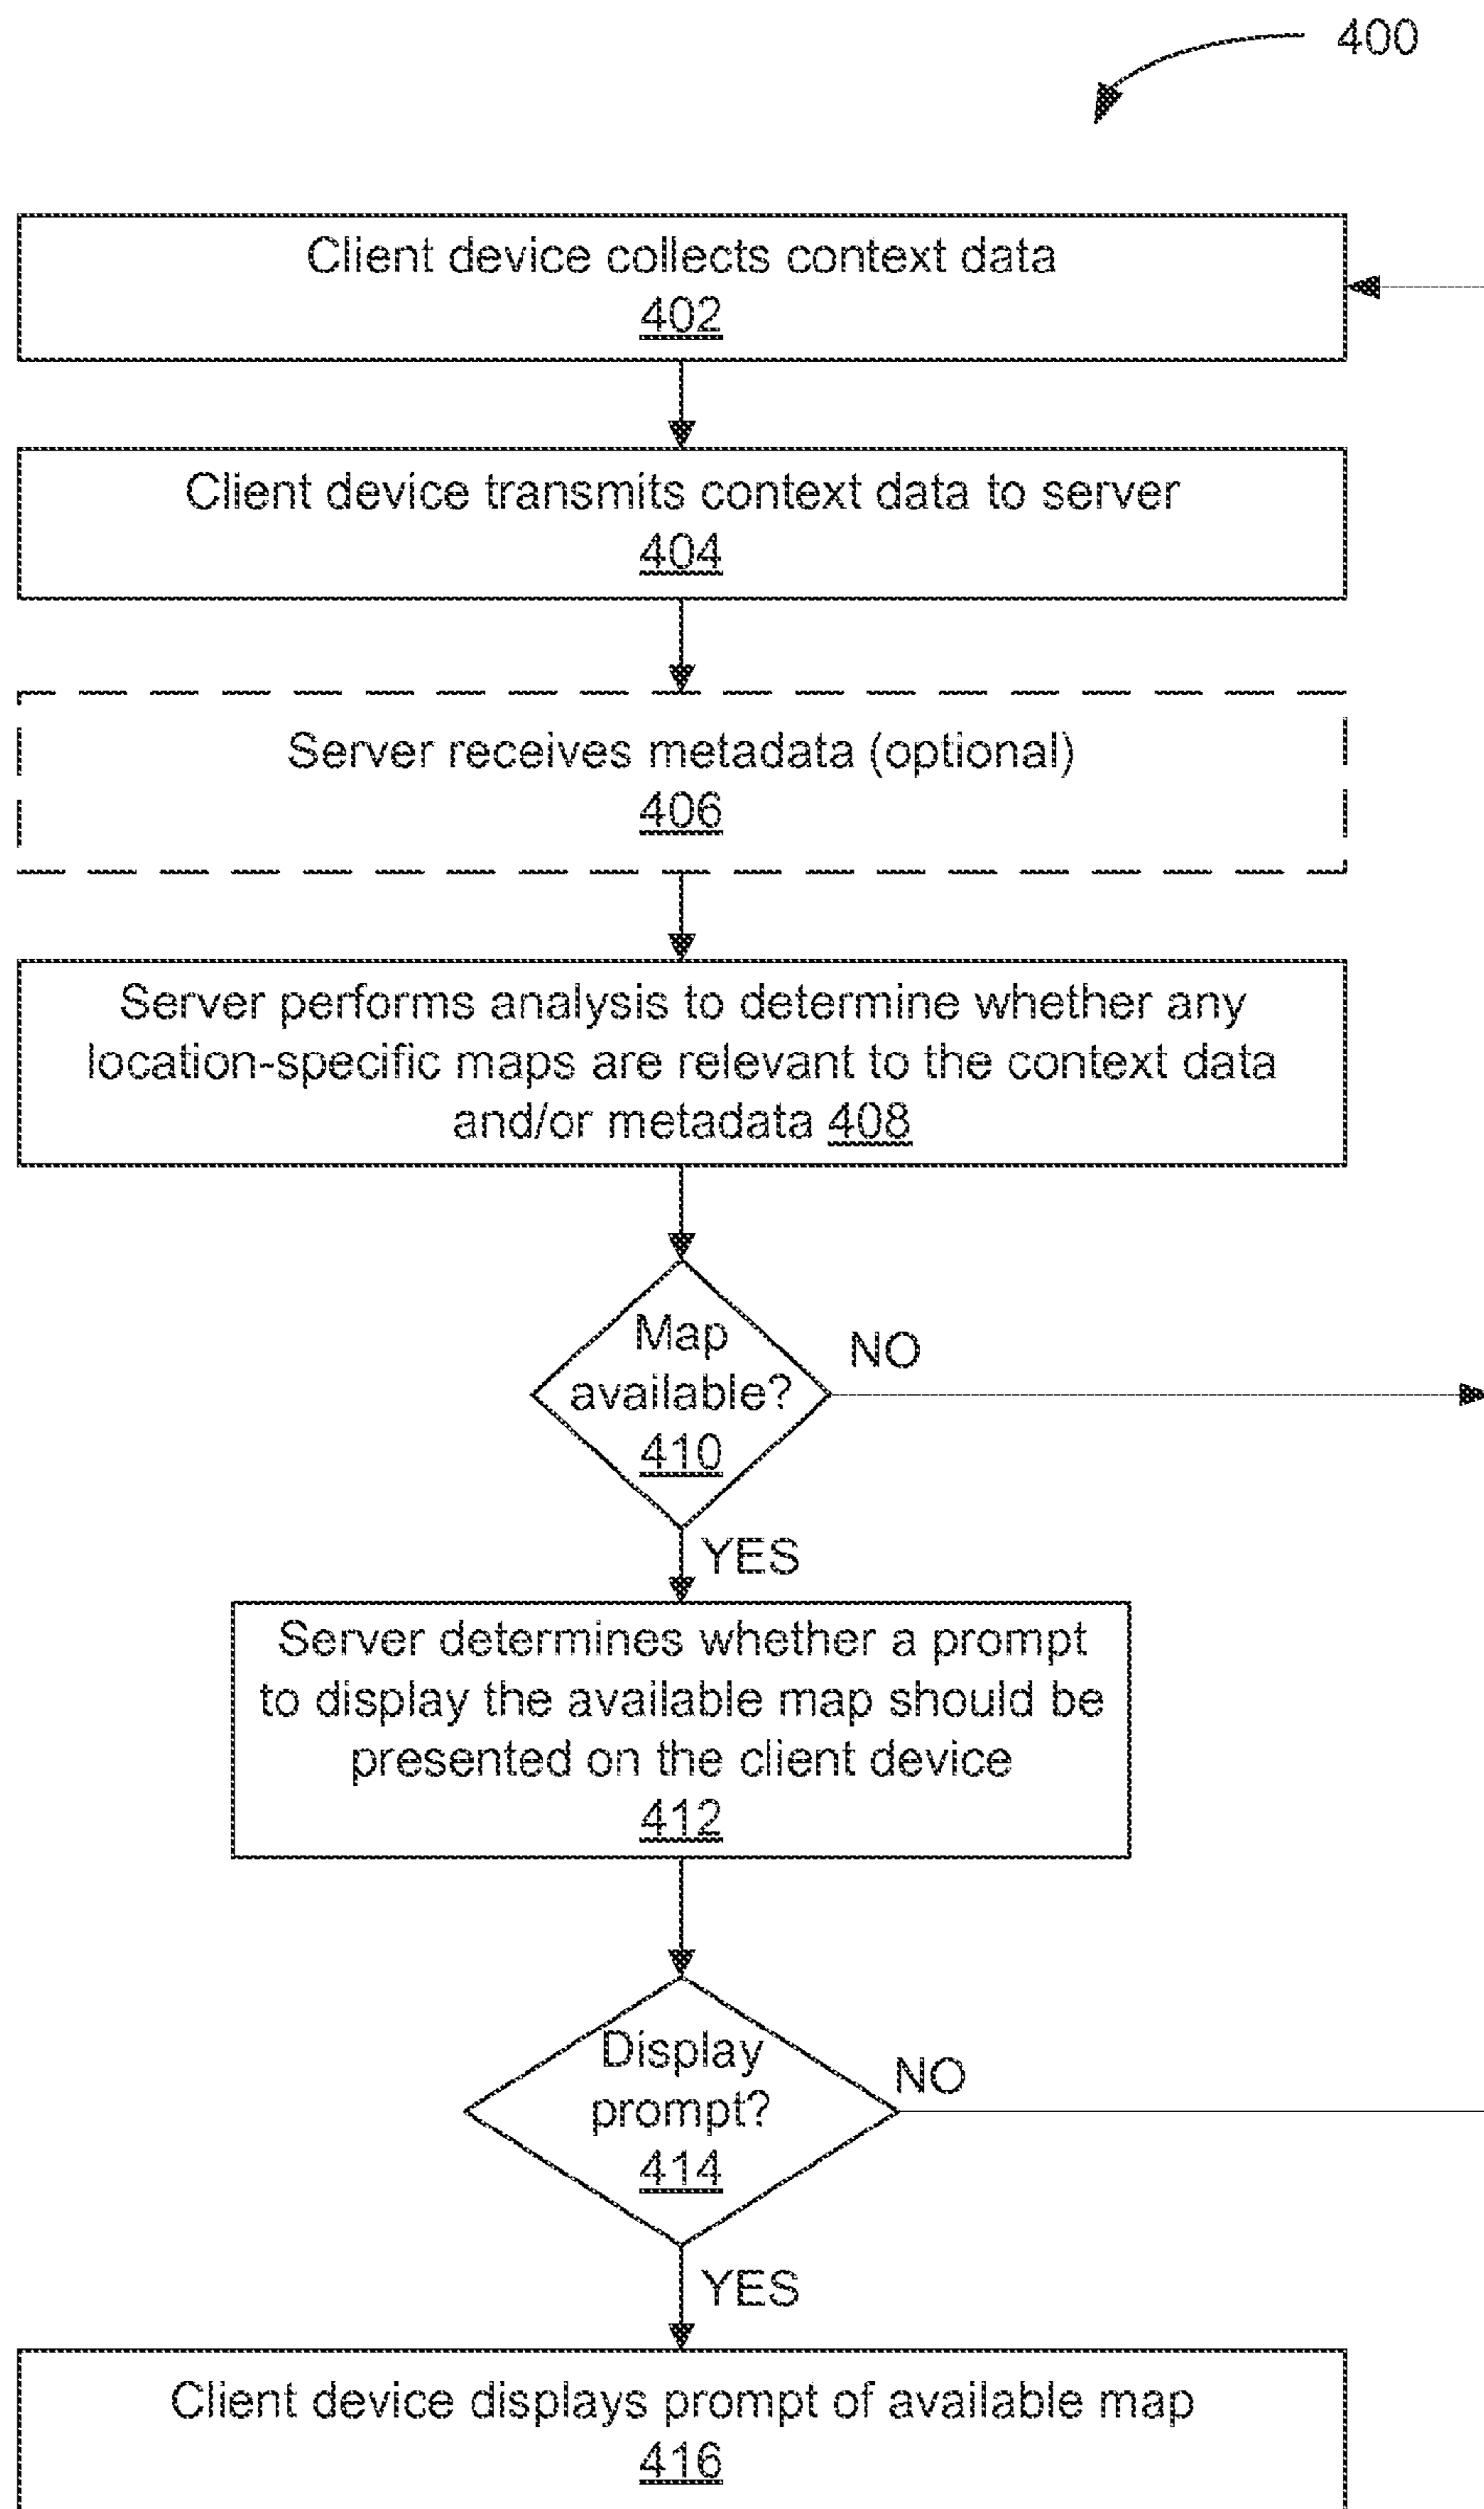 400
Client device collects context data
402
Client device transmits context data to server
404
Server receives metadata (optional)
406
Server performs analysis to determine whether any
location-specific maps are relevant to the context data
and/or metadata 408
Map
available?
410
NO
YES
Server determines whether a prompt
to display the available map should be
presented on the client device
412
Display
prompt?
414
NO
YES
Client device displays prompt of available map
416